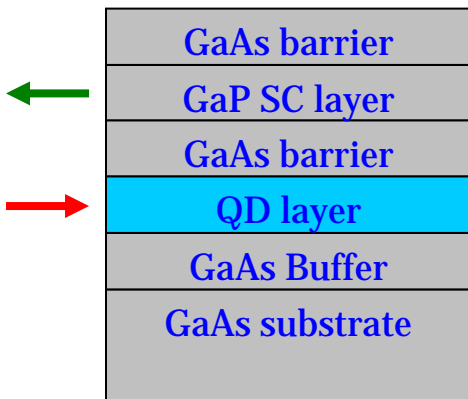 GaAs barrier
GaP SC layer
GaAs barrier
QD layer
GaAs Buffer
GaAs substrate